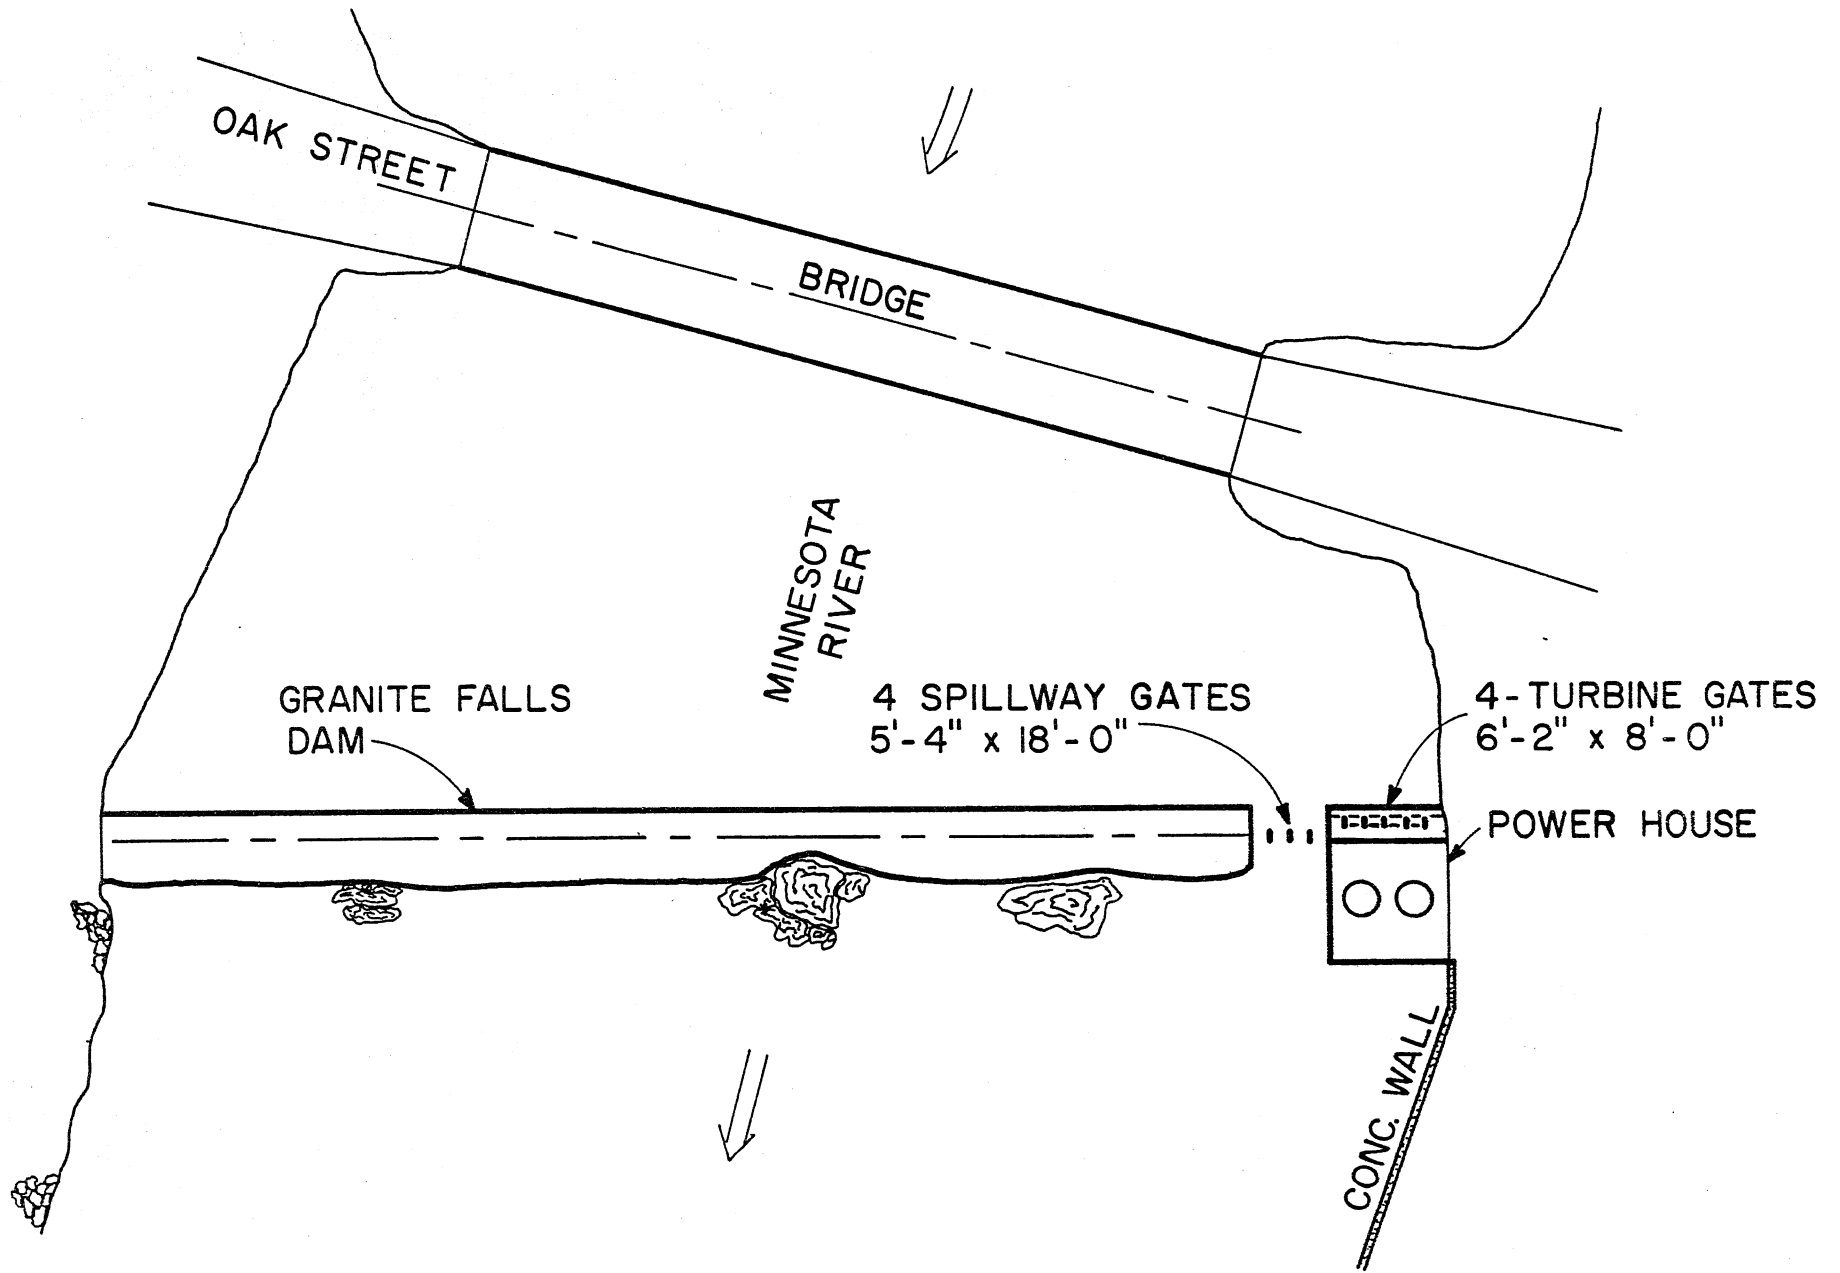 OAK STREET
BRIDGE
MINNESOTA
RIVER
GRANITE FALLS
DAM
4 SPILLWAY GATES
5'-4" x 18'-0"
4-TURBINE GATES
6'-2" x 8'-0"
POWER HOUSE
CONC. WALL